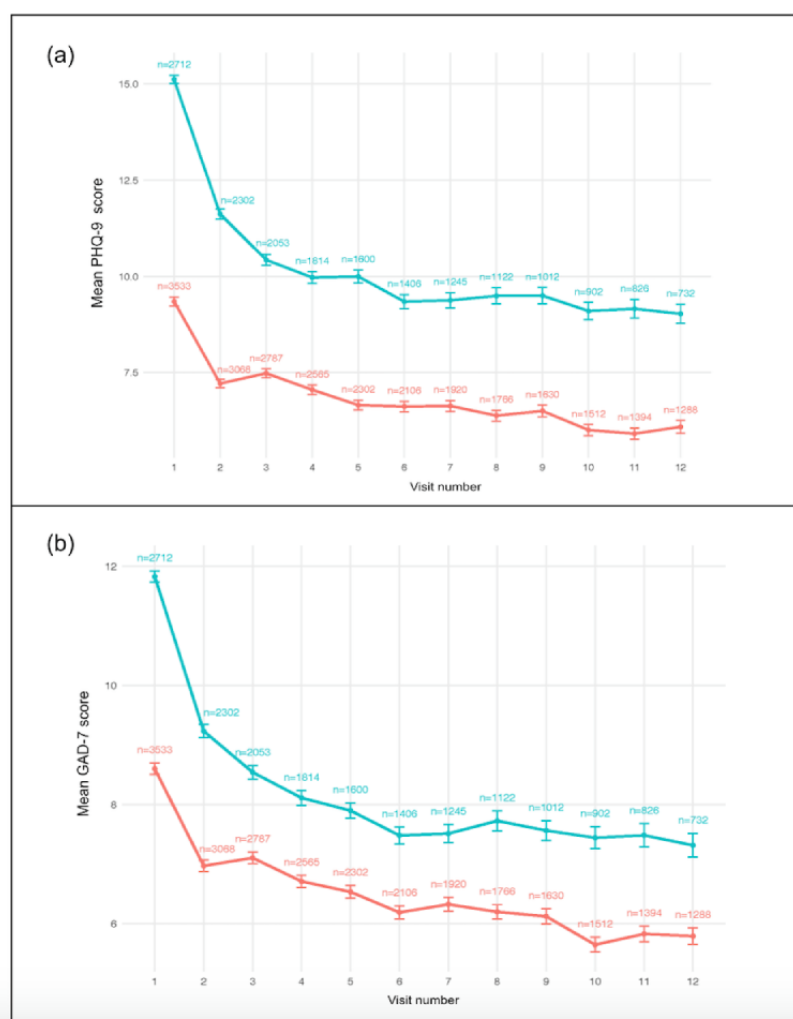 (a)
n=2712
15.0
n=2302
12.5
n=2053
n=1814
n=1600
n=1406
n=1245
n=1122
n=1012
n=902
n=826
n=732
10.0
n=3533
n=3068
n=2787
n=2565
n=2302
n=2106
n=1920
n=1766
n=1630
n=1512
n=1394
n=1288
7.5
Mean PHQ-9 score
1 2 3 4 5 6 7 8 9 10 11 12
Visit number
(b)
n=2712
12
10
n=2302
n=2053
n=1814
n=1600
n=1406
n=1245
n=1122
n=1012
n=902
n=826
n=732
n=3533
8
n=3068
n=2787
n=2565
n=2302
n=2106
n=1920
n=1766
n=1630
n=1512
n=1394
n=1288
6
Mean GAD-7 score
1 2 3 4 5 6 7 8 9 10 11 12
Visit number